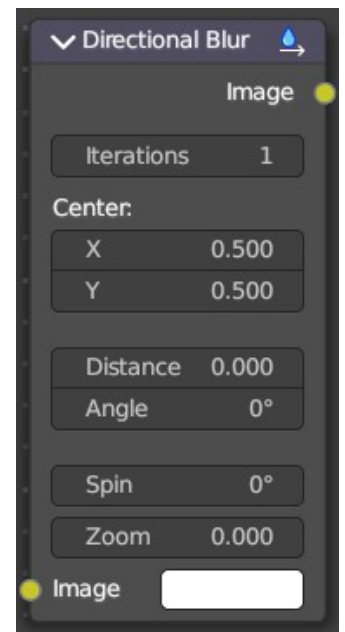 Directional Blur
Image
Iterations 1
Center:
X 0.500
Y 0.500
Distance 0.000
Angle 0°
Spin 0°
Zoom 0.000
Image